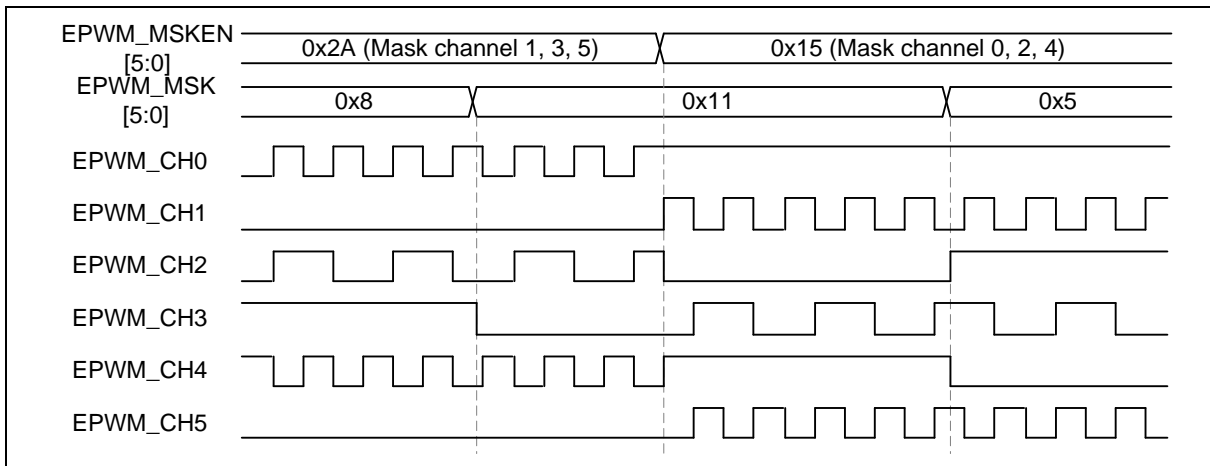 EPWM_MSKEN
[5:0]
0x2A (Mask channel 1, 3, 5)
0x15 (Mask channel 0, 2, 4)
EPWM_MSK
[5:0]
0x8
0x11
0x5
EPWM_CH0
EPWM_CH1
EPWM_CH2
EPWM_CH3
EPWM_CH4
EPWM_CH5